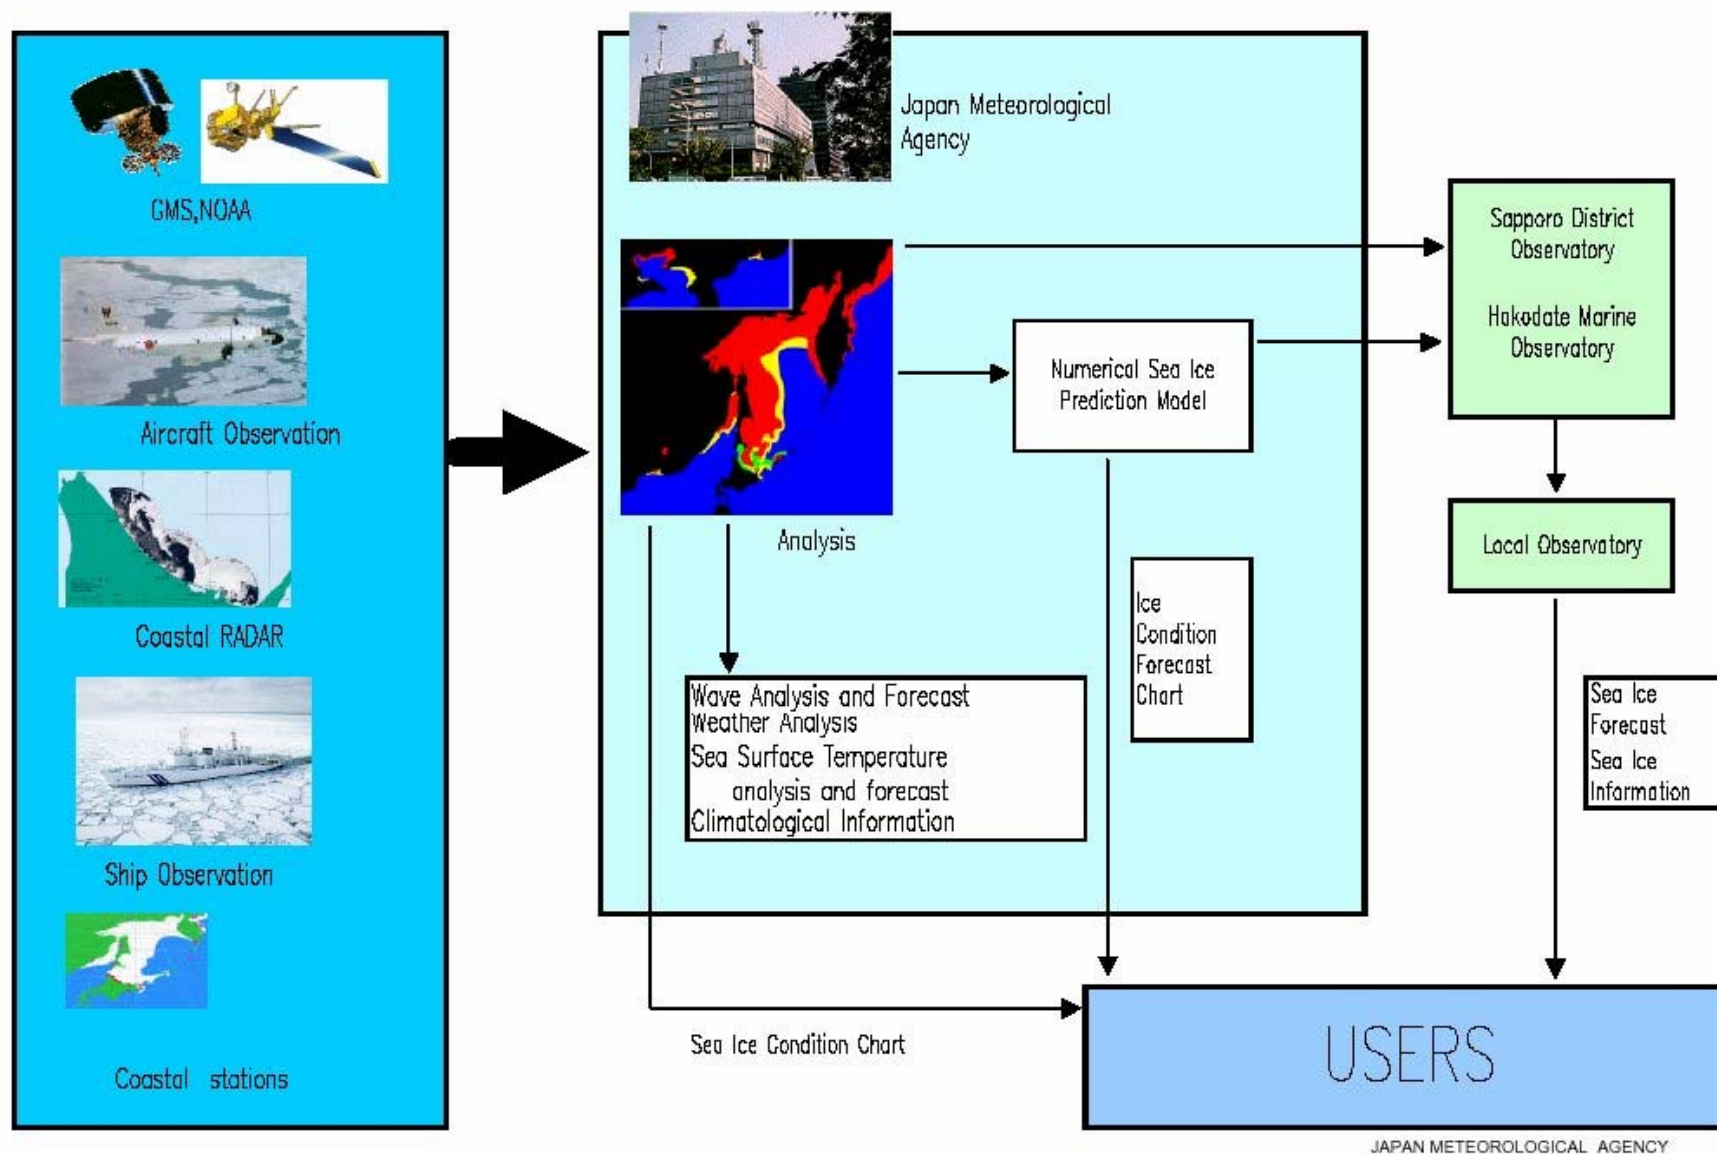 GMS,NOAA
Aircraft Observation
Coastal RADAR
Ship Observation
Coastal stations
Japan Meteorological
Agency
Analysis
Numerical Sea Ice
Prediction Model
Wave Analysis and Forecast
Weather Analysis
Sea Surface Temperature
analysis and forecast
Climatological Information
Ice
Condition
Forecast
Chart
Sapporo District
Observatory
Hakodate Marine
Observatory
Local Observatory
Sea Ice
Forecast
Sea Ice
Information
Sea Ice Condition Chart
USERS
JAPAN METEOROLOGICAL AGENCY